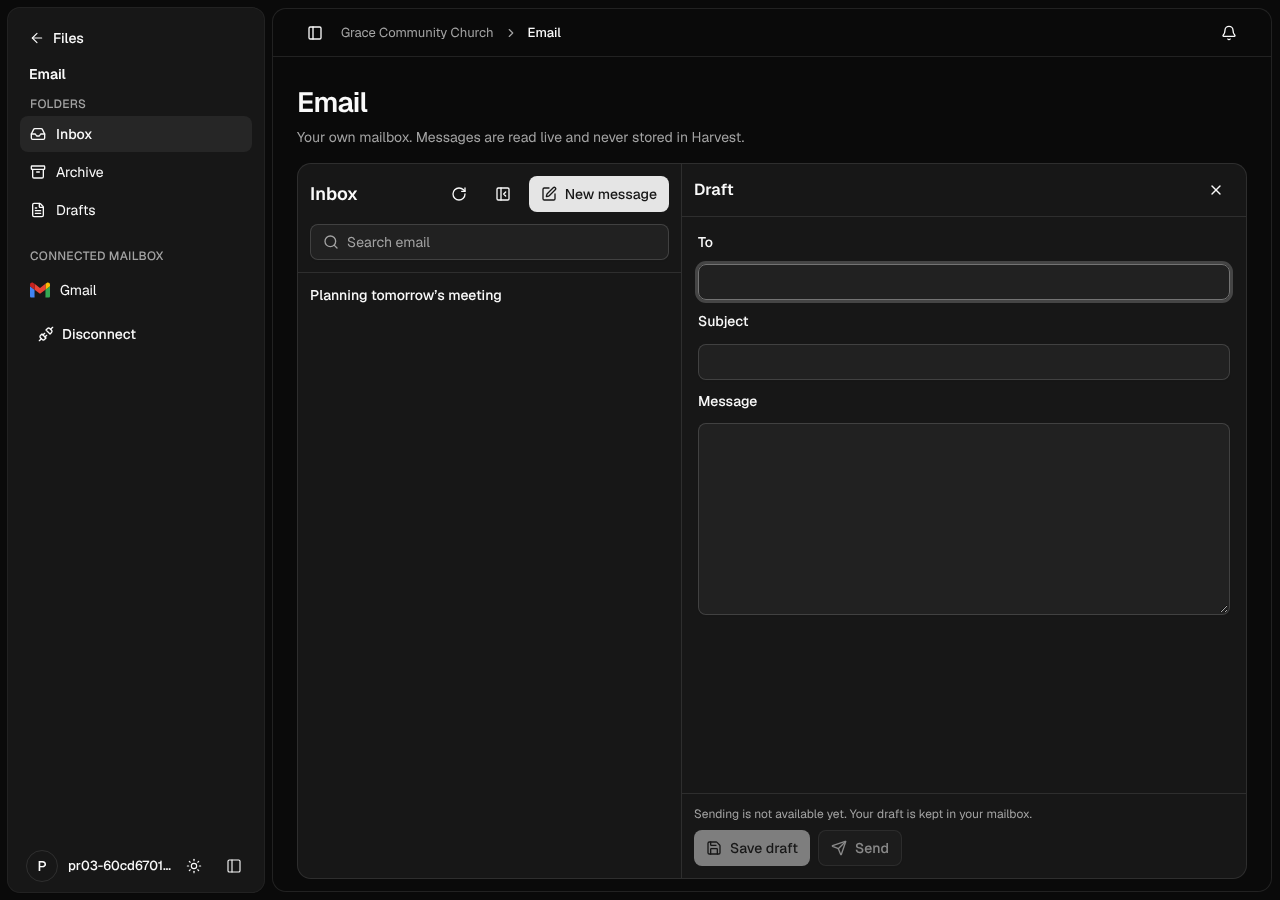 Files
Email
FOLDERS
Inbox
Archive
Drafts
CONNECTED MAILBOX
Gmail
Disconnect
P
pr03-60cd6701...
Grace Community Church > Email
Email
Your own mailbox. Messages are read live and never stored in Harvest.
Inbox
New message
Search email
Planning tomorrow's meeting
Draft
To
Subject
Message
Sending is not available yet. Your draft is kept in your mailbox.
Save draft
Send